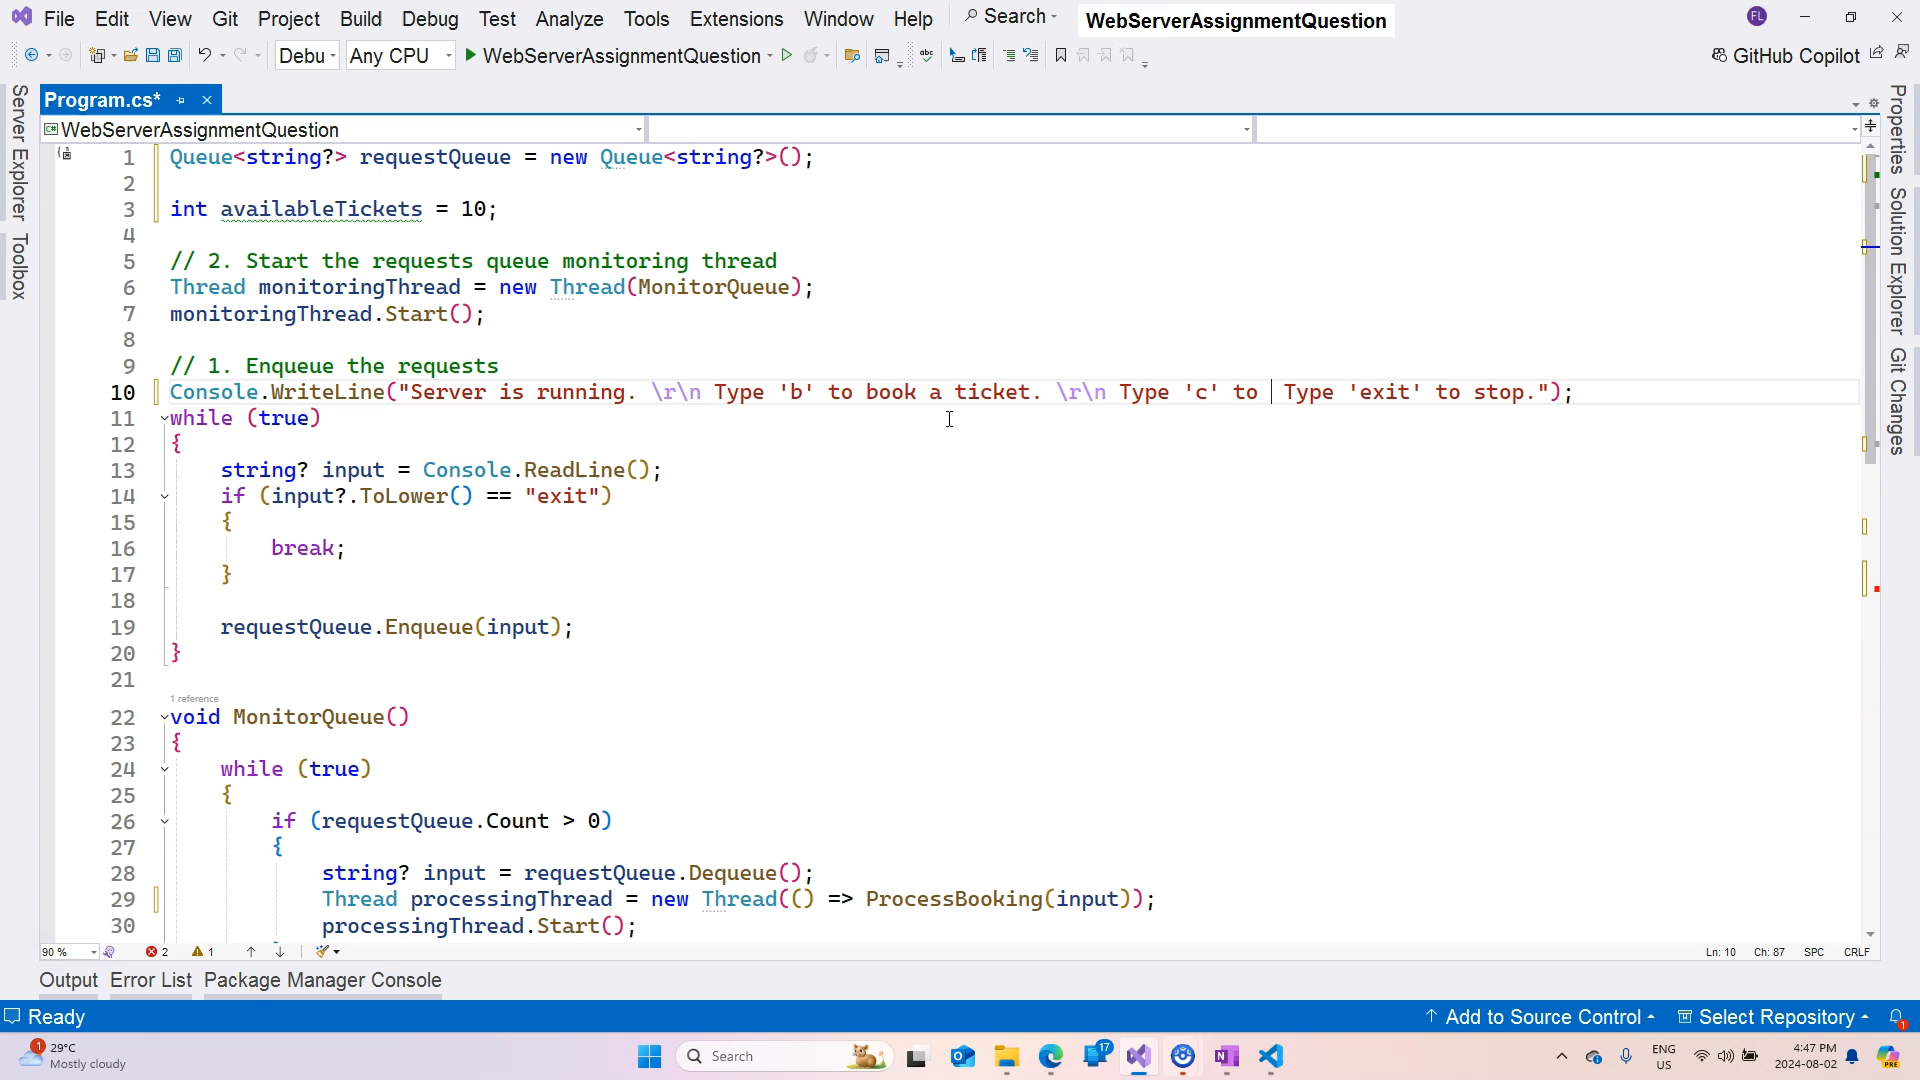 File Edit View Git Project Build Debug Test Analyze Tools Extensions Window Help Search WebServerAssignmentQuestion FL
Debu Any CPU WebServerAssignmentQuestion abc GitHub Copilot
Server Explorer
Toolbox
Program.cs*
C# WebServerAssignmentQuestion
1 Queue<string?> requestQueue = new Queue<string?>();
2
3 int availableTickets = 10;
4
5 // 2. Start the requests queue monitoring thread
6 Thread monitoringThread = new Thread(MonitorQueue);
7 monitoringThread.Start();
8
9 // 1. Enqueue the requests
10 Console.WriteLine("Server is running. \r\n Type 'b' to book a ticket. \r\n Type 'c' to  Type 'exit' to stop.");
11 while (true)
12 {
13 string? input = Console.ReadLine();
14 if (input?.ToLower() == "exit")
15 {
16 break;
17 }
18
19 requestQueue.Enqueue(input);
20 }
21
1 reference
22 void MonitorQueue()
23 {
24 while (true)
25 {
26 if (requestQueue.Count > 0)
27 {
28 string? input = requestQueue.Dequeue();
29 Thread processingThread = new Thread(() => ProcessBooking(input));
30 processingThread.Start();
Properties
Solution Explorer
Git Changes
90 % 2 1 Ln: 10 Ch: 87 SPC CRLF
Output Error List Package Manager Console
Ready Add to Source Control Select Repository 1
1 29°C
Mostly cloudy
Search
17
ENG
US
4:47 PM
2024-08-02
PRE